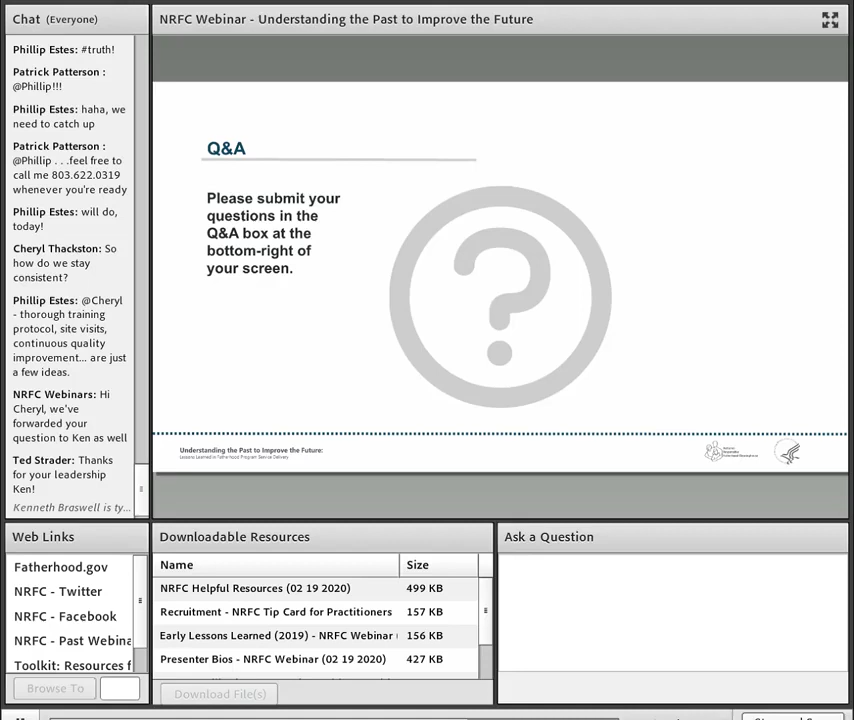 Chat (Everyone)
Phillip Estes: #truth!
Patrick Patterson :
@Phillip!!!
Phillip Estes: haha, we
need to catch up
Patrick Patterson :
@Phillip . . .feel free to
call me 803.622.0319
whenever you're ready
Phillip Estes: will do,
today!
Cheryl Thackston: So
how do we stay
consistent?
Phillip Estes: @Cheryl
- thorough training
protocol, site visits,
continuous quality
improvement... are just
a few ideas.
NRFC Webinars: Hi
Cheryl, we've
forwarded your
question to Ken as well
Ted Strader: Thanks
for your leadership
Ken!
Kenneth Braswell is ty...
NRFC Webinar - Understanding the Past to Improve the Future
Q&A
Please submit your
questions in the
Q&A box at the
bottom-right of
your screen.
Understanding the Past to Improve the Future:
Lessons Learned in Fatherhood Program Service Delivery
Web Links
Fatherhood.gov
NRFC - Twitter
NRFC - Facebook
NRFC - Past Webina
Toolkit: Resources f
Browse To
Downloadable Resources
Name Size
NRFC Helpful Resources (02 19 2020) 499 KB
Recruitment - NRFC Tip Card for Practitioners 157 KB
Early Lessons Learned (2019) - NRFC Webinar 156 KB
Presenter Bios - NRFC Webinar (02 19 2020) 427 KB
Download File(s)
Ask a Question